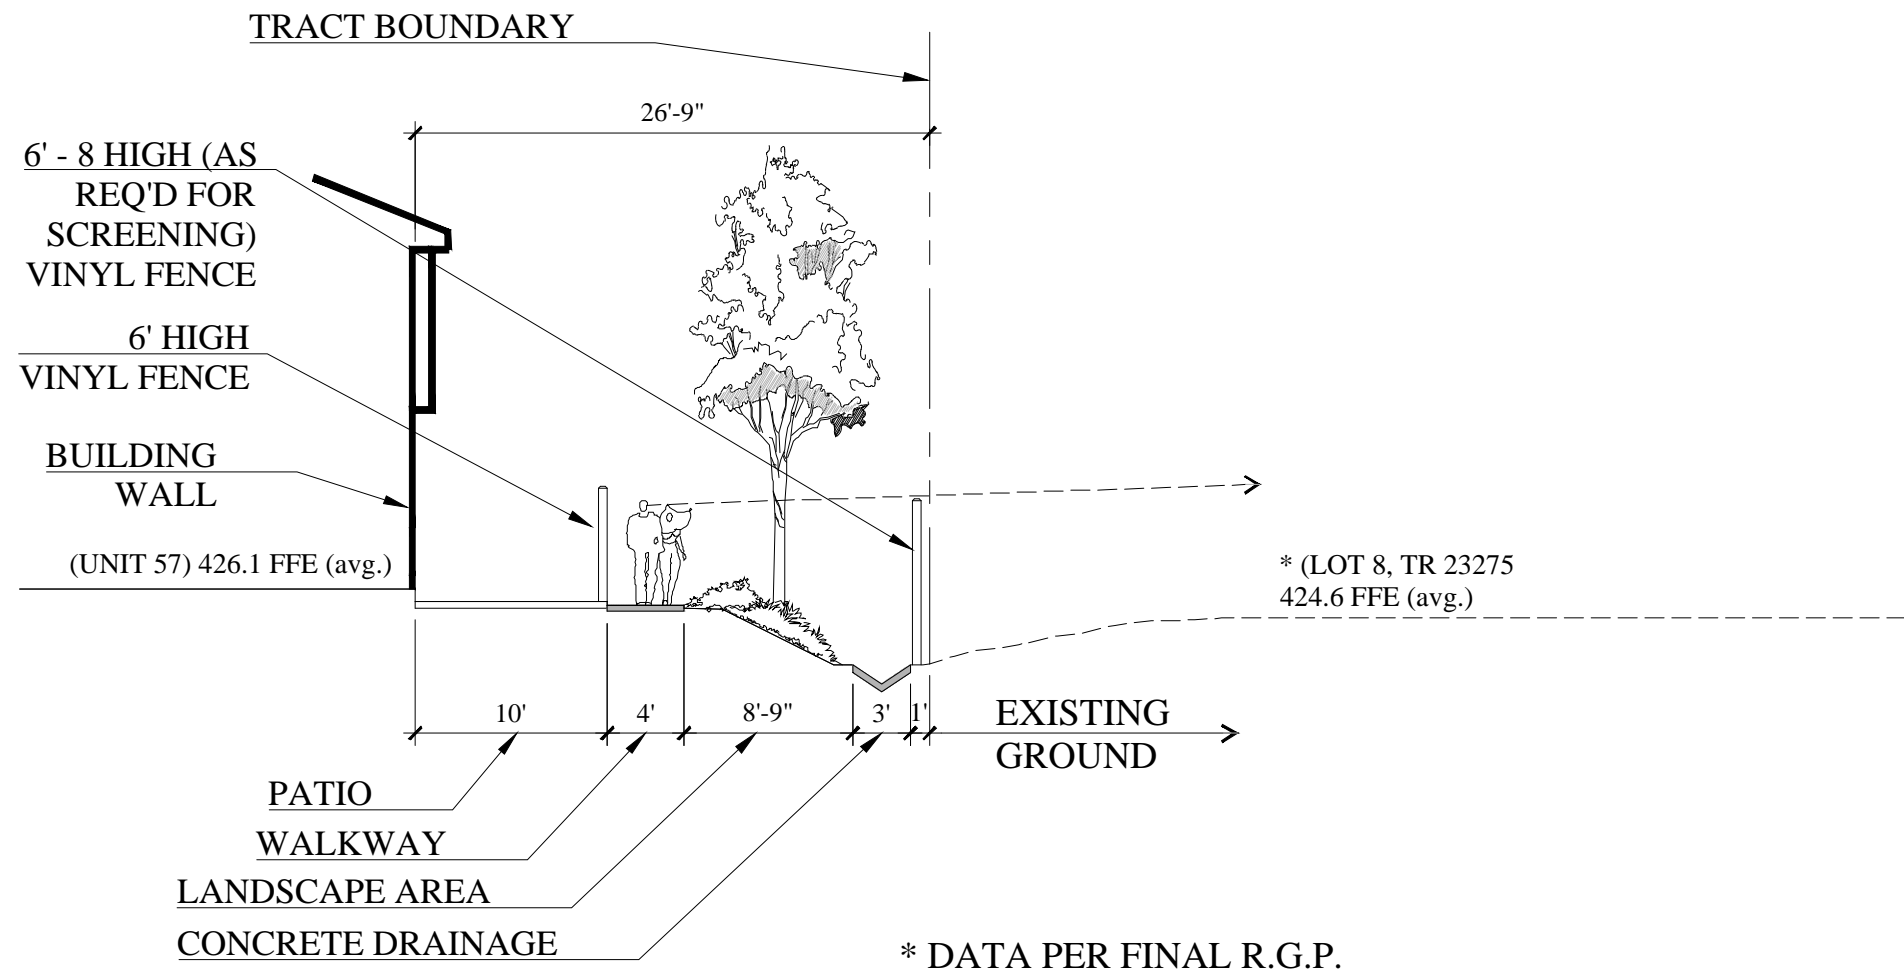 TRACT BOUNDARY
26'-9"
6' - 8 HIGH (AS
REQ'D FOR
SCREENING)
VINYL FENCE
6' HIGH
VINYL FENCE
BUILDING
WALL
(UNIT 57) 426.1 FFE (avg.)
* (LOT 8, TR 23275
424.6 FFE (avg.)
10'
4'
8'-9"
3'
1'
EXISTING
GROUND
PATIO
WALKWAY
LANDSCAPE AREA
CONCRETE DRAINAGE
* DATA PER FINAL R.G.P.